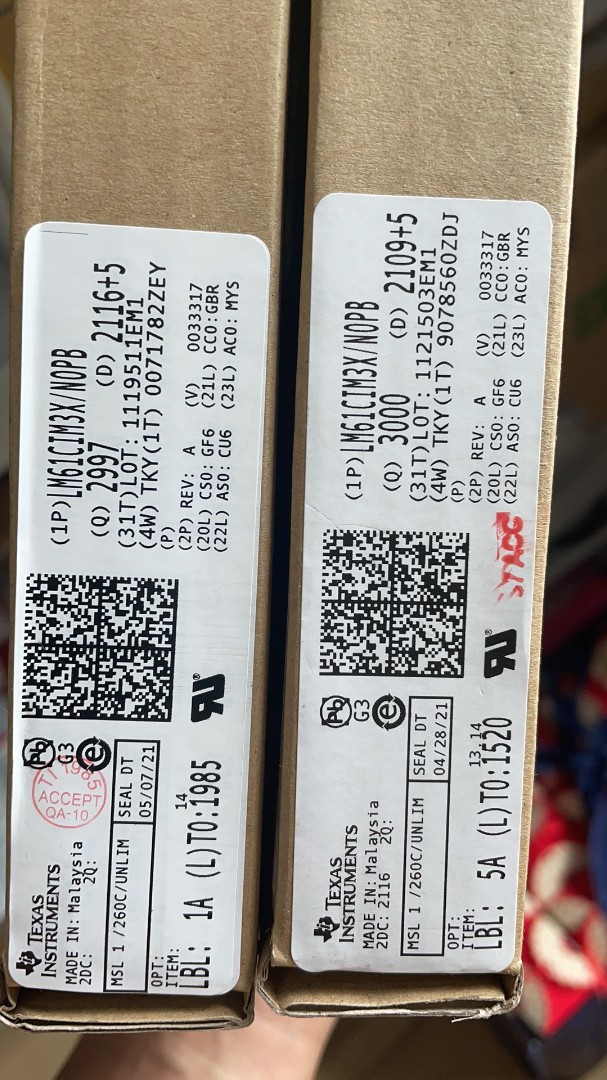 TEXAS
INSTRUMENTS
MADE IN: Malaysia
2DC: 2Q:
MSL 1 /260C/UNLIM SEAL DT
05/07/21
OPT:
ITEM: 14
LBL: 1A (L)TO:1985
Pb
G3
e
TI 1985
ACCEPT
QA-10
(1P)LM61CIM3X/NOPB
(Q) 2997 (D) 2116+5
(31T)LOT: 1119511EM1
(4W) TKY(1T) 0071782ZEY
(P)
(2P) REV: A (V) 0033317
(20L) CSO: GF6 (21L) CCO:GBR
(22L) ASO: CU6 (23L) ACO: MYS
TEXAS
INSTRUMENTS
MADE IN: Malaysia
2DC: 2116 2Q:
MSL 1 /260C/UNLIM SEAL DT
04/28/21
OPT:
ITEM: 13,14
LBL: 5A (L)TO:1520
Pb
G3
e
(1P)LM61CIM3X/NOPB
(Q) 3000 (D) 2109+5
(31T)LOT: 1121503EM1
(4W) TKY(1T) 9078560ZDJ
(P)
(2P) REV: A (V) 0033317
(20L) CSO: GF6 (21L) CCO:GBR
(22L) ASO: CU6 (23L) ACO: MYS